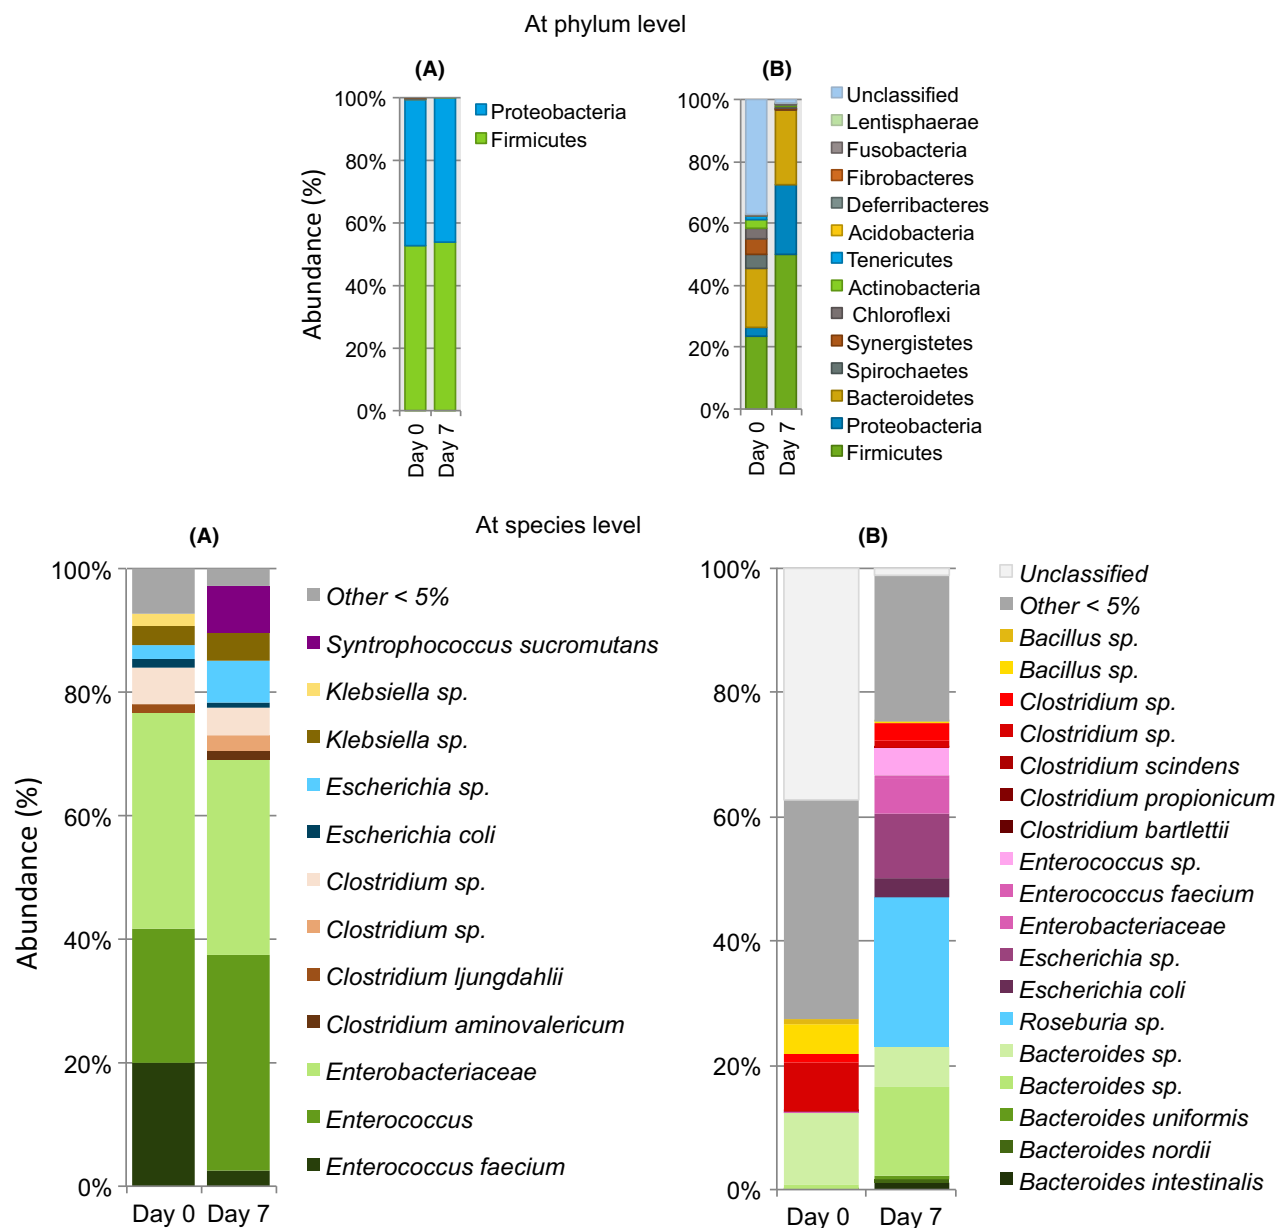 At phylum level
(A)
100%
80%
60%
40%
20%
0%
Abundance (%)
Day 0
Day 7
Proteobacteria
Firmicutes
(B)
100%
80%
60%
40%
20%
0%
Day 0
Day 7
Unclassified
Lentisphaerae
Fusobacteria
Fibrobacteres
Deferribacteres
Acidobacteria
Tenericutes
Actinobacteria
Chloroflexi
Synergistetes
Spirochaetes
Bacteroidetes
Proteobacteria
Firmicutes
At species level
(A)
100%
80%
60%
40%
20%
0%
Abundance (%)
Day 0
Day 7
Other < 5%
Syntrophococcus sucromutans
Klebsiella sp.
Klebsiella sp.
Escherichia sp.
Escherichia coli
Clostridium sp.
Clostridium sp.
Clostridium ljungdahlii
Clostridium aminovalericum
Enterobacteriaceae
Enterococcus
Enterococcus faecium
(B)
100%
80%
60%
40%
20%
0%
Day 0
Day 7
Unclassified
Other < 5%
Bacillus sp.
Bacillus sp.
Clostridium sp.
Clostridium sp.
Clostridium scindens
Clostridium propionicum
Clostridium bartlettii
Enterococcus sp.
Enterococcus faecium
Enterobacteriaceae
Escherichia sp.
Escherichia coli
Roseburia sp.
Bacteroides sp.
Bacteroides sp.
Bacteroides uniformis
Bacteroides nordii
Bacteroides intestinalis